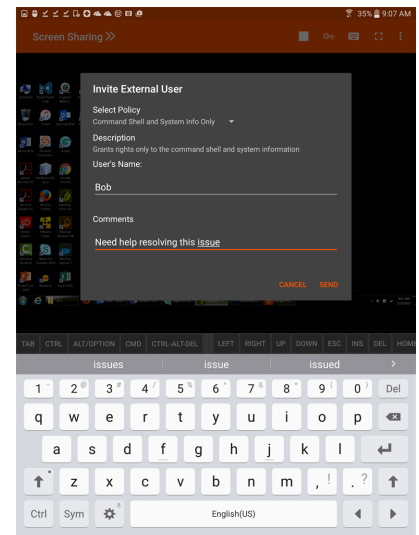 35% 9:07 AM
Screen Sharing
Invite External User
Select Policy
Command Shell and System Info Only
Description
Grants rights only to the command shell and system information
User's Name:
Bob
Comments
Need help resolving this issue
CANCEL SEND
TAB CTRL ALT/OPTION CMD CTRL-ALT-DEL LEFT RIGHT UP DOWN ESC INS DEL HOME
issues issue issued
1 - 2 @ 3 # 4 / 5 % 6 ^ 7 & 8 * 9 ( 0 ) Del
q w e r t y u i o p
a s d f g h j k l
z x c v b n m , ! . ?
Ctrl Sym English(US)